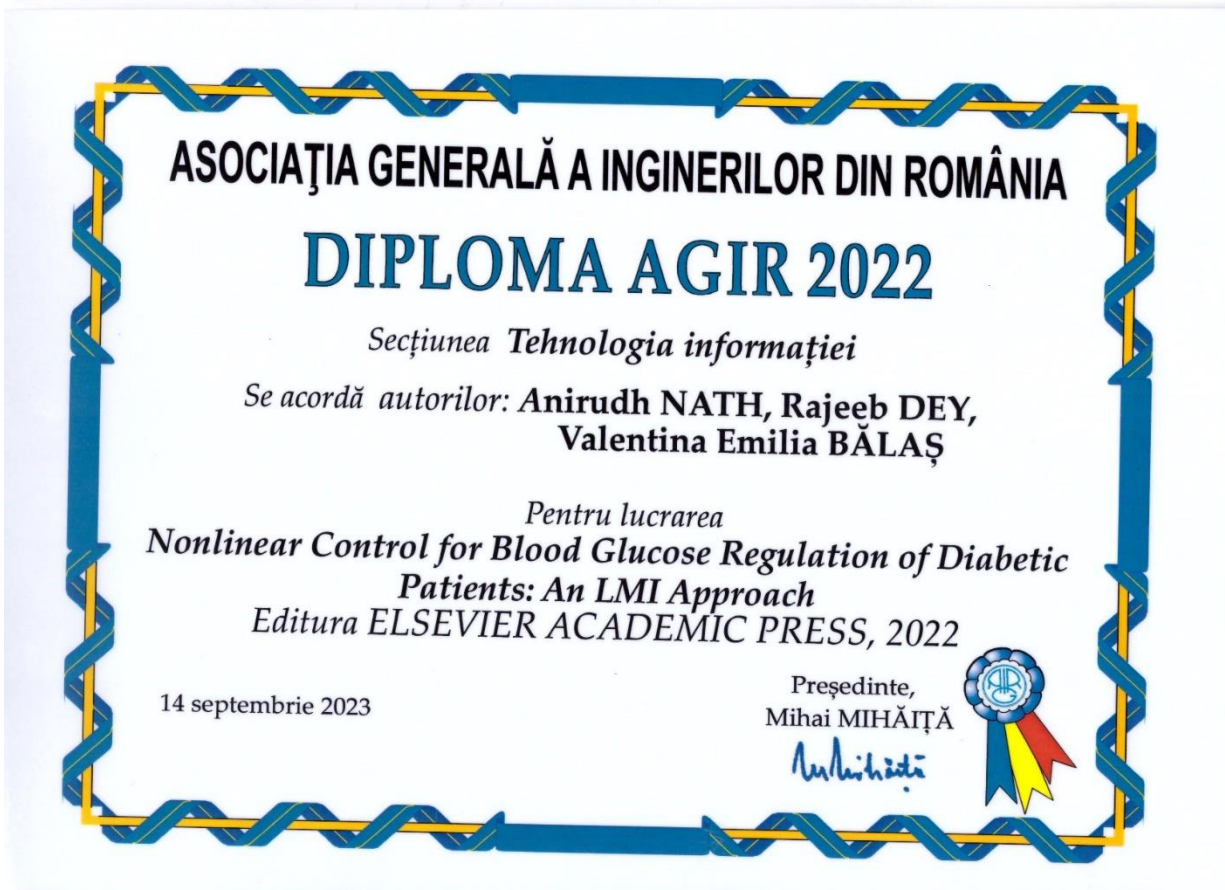 ASOCIAŢIA GENERALĂ A INGINERILOR DIN ROMÂNIA
DIPLOMA AGIR 2022
Secțiunea Tehnologia informației
Se acordă autorilor: Anirudh NATH, Rajeeb DEY,
Valentina Emilia BĂLAȘ
Pentru lucrarea
Nonlinear Control for Blood Glucose Regulation of Diabetic
Patients: An LMI Approach
Editura ELSEVIER ACADEMIC PRESS, 2022
14 septembrie 2023
Președinte,
Mihai MIHĂIȚĂ